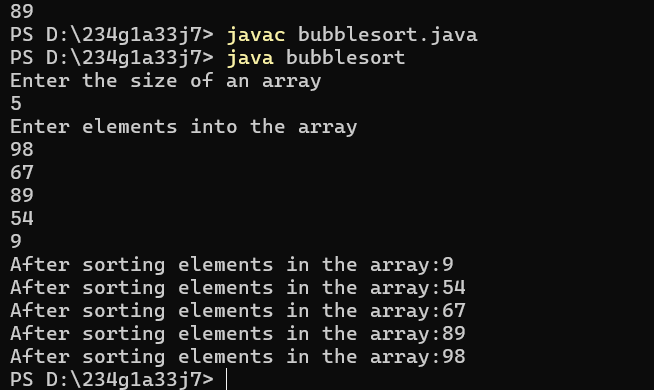 89
PS D:\234g1a33j7> javac bubblesort.java
PS D:\234g1a33j7> java bubblesort
Enter the size of an array
5
Enter elements into the array
98
67
89
54
9
After sorting elements in the array:9
After sorting elements in the array:54
After sorting elements in the array:67
After sorting elements in the array:89
After sorting elements in the array:98
PS D:\234g1a33j7>